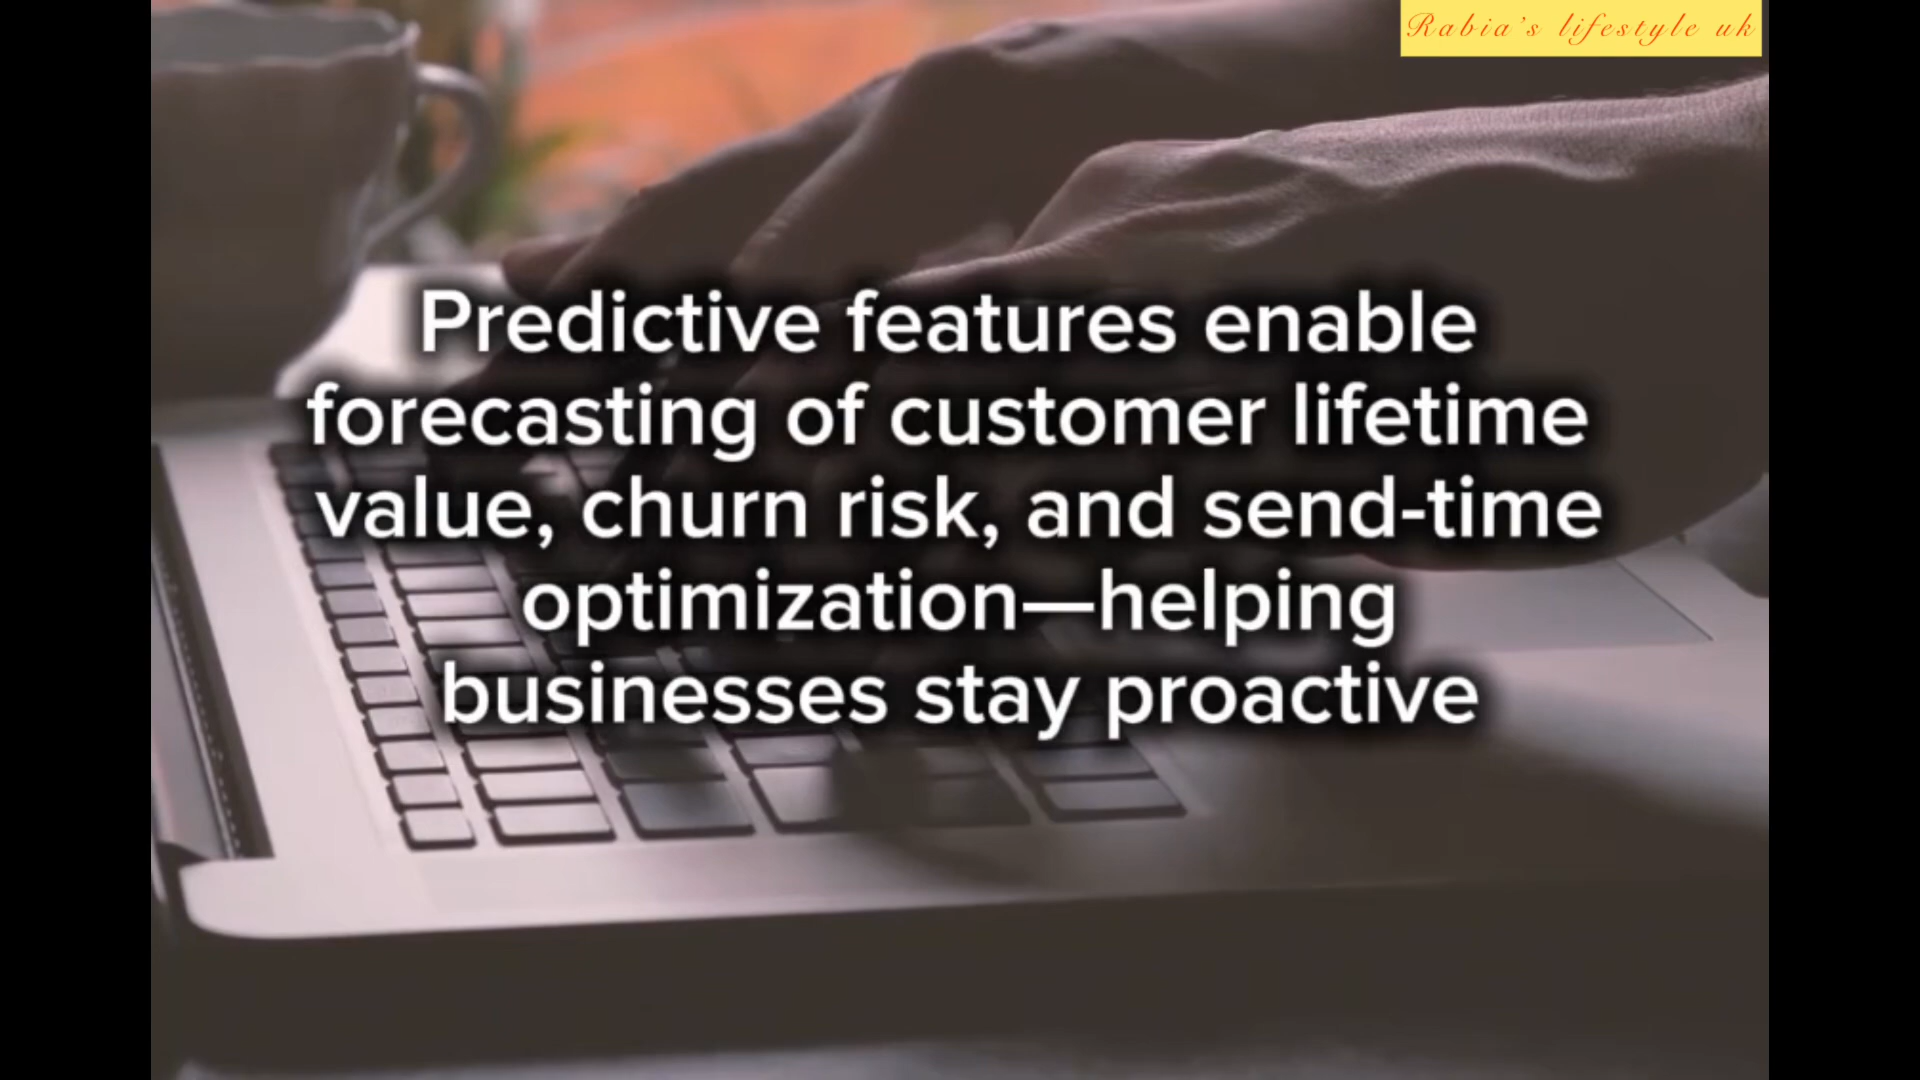 Rabia's lifestyle uk
Predictive features enable
forecasting of customer lifetime
value, churn risk, and send-time
optimization—helping
businesses stay proactive